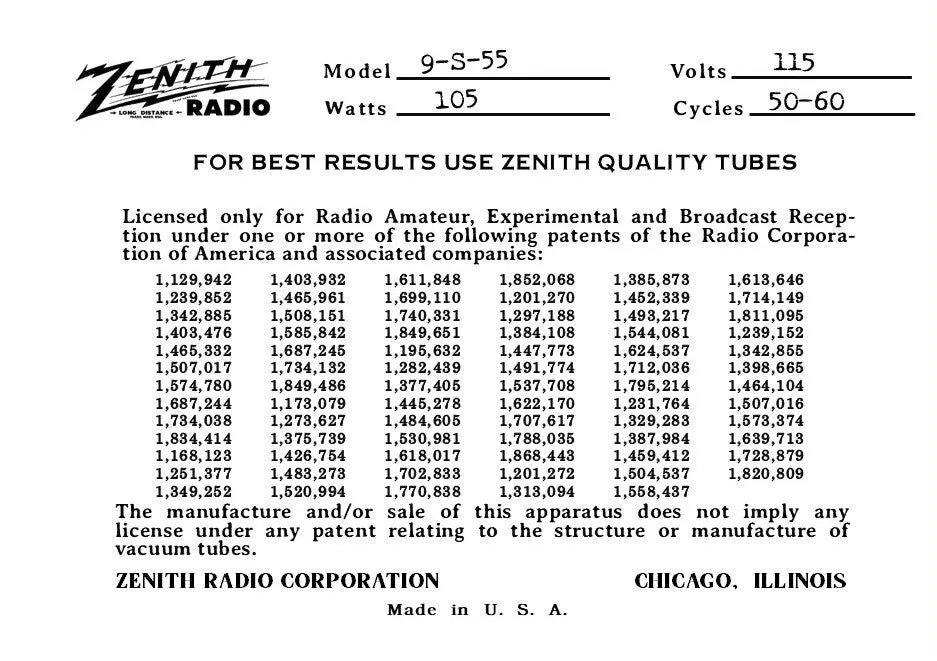 ZENITH
→ LONG DISTANCE ← RADIO
TRADE MARK REG.
Model 9-S-55 Volts 115
Watts 105 Cycles 50-60
FOR BEST RESULTS USE ZENITH QUALITY TUBES
Licensed only for Radio Amateur, Experimental and Broadcast Recep-
tion under one or more of the following patents of the Radio Corpora-
tion of America and associated companies:
1,129,942 1,403,932 1,611,848 1,852,068 1,385,873 1,613,646
1,239,852 1,465,961 1,699,110 1,201,270 1,452,339 1,714,149
1,342,885 1,508,151 1,740,331 1,297,188 1,493,217 1,811,095
1,403,476 1,585,842 1,849,651 1,384,108 1,544,081 1,239,152
1,465,332 1,687,245 1,195,632 1,447,773 1,624,537 1,342,855
1,507,017 1,734,132 1,282,439 1,491,774 1,712,036 1,398,665
1,574,780 1,849,486 1,377,405 1,537,708 1,795,214 1,464,104
1,687,244 1,173,079 1,445,278 1,622,170 1,231,764 1,507,016
1,734,038 1,273,627 1,484,605 1,707,617 1,329,283 1,573,374
1,834,414 1,375,739 1,530,981 1,788,035 1,387,984 1,639,713
1,168,123 1,426,754 1,618,017 1,868,443 1,459,412 1,728,879
1,251,377 1,483,273 1,702,833 1,201,272 1,504,537 1,820,809
1,349,252 1,520,994 1,770,838 1,313,094 1,558,437
The manufacture and/or sale of this apparatus does not imply any
license under any patent relating to the structure or manufacture of
vacuum tubes.
ZENITH RADIO CORPORATION CHICAGO, ILLINOIS
Made in U. S. A.